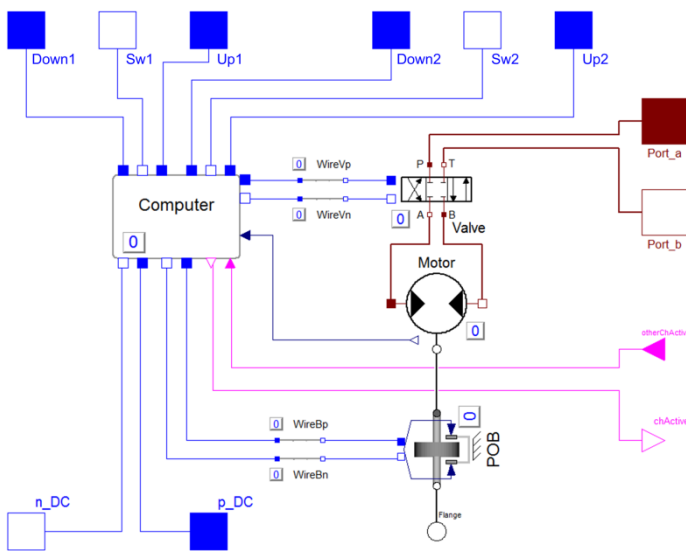 Down1
Sw1
Up1
Down2
Sw2
Up2
P
T
Port_a
0
WireVp
Computer
0
WireVn
0
A
B
Valve
Port_b
0
Motor
0
otherChActiv
chActive
0
WireBp
0
POB
0
WireBn
n_DC
p_DC
Flange